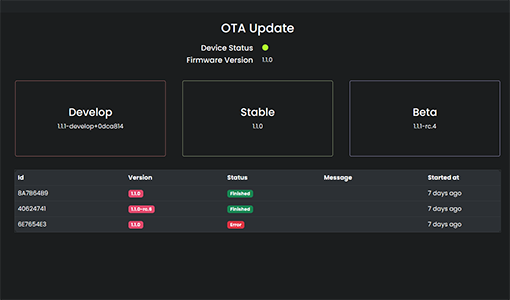 OTA Update
Device Status
Firmware Version 1.1.0
Develop
1.1.1-develop+0dca814
Stable
1.1.0
Beta
1.1.1-rc.4
Id Version Status Message Started at
8A7B64B9 1.1.0 Finished 7 days ago
40624741 1.1.0-rc.5 Finished 7 days ago
6E7654E3 1.1.0 Error 7 days ago